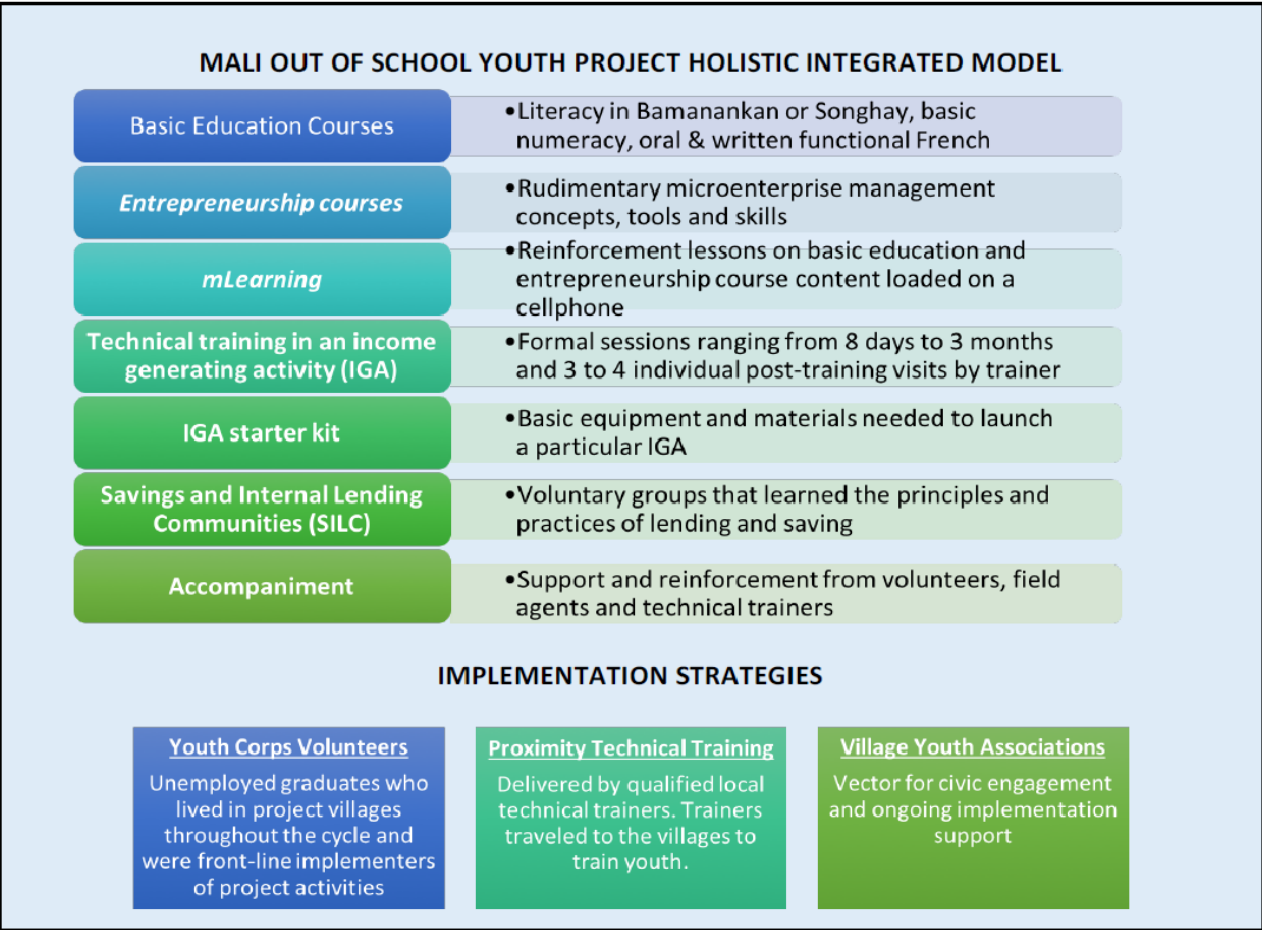 MALI OUT OF SCHOOL YOUTH PROJECT HOLISTIC INTEGRATED MODEL
Basic Education Courses
•Literacy in Bamanankan or Songhay, basic
numeracy, oral & written functional French
Entrepreneurship courses
•Rudimentary microenterprise management
concepts, tools and skills
mLearning
•Reinforcement lessons on basic education and
entrepreneurship course content loaded on a
cellphone
Technical training in an income
generating activity (IGA)
•Formal sessions ranging from 8 days to 3 months
and 3 to 4 individual post-training visits by trainer
IGA starter kit
•Basic equipment and materials needed to launch
a particular IGA
Savings and Internal Lending
Communities (SILC)
•Voluntary groups that learned the principles and
practices of lending and saving
Accompaniment
•Support and reinforcement from volunteers, field
agents and technical trainers
IMPLEMENTATION STRATEGIES
Youth Corps Volunteers
Unemployed graduates who
lived in project villages
throughout the cycle and
were front-line implementers
of project activities
Proximity Technical Training
Delivered by qualified local
technical trainers. Trainers
traveled to the villages to
train youth.
Village Youth Associations
Vector for civic engagement
and ongoing implementation
support